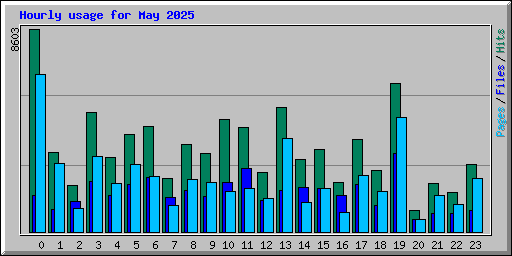 Hourly usage for May 2025
8603
Pages / Files / Hits
0 1 2 3 4 5 6 7 8 9 10 11 12 13 14 15 16 17 18 19 20 21 22 23